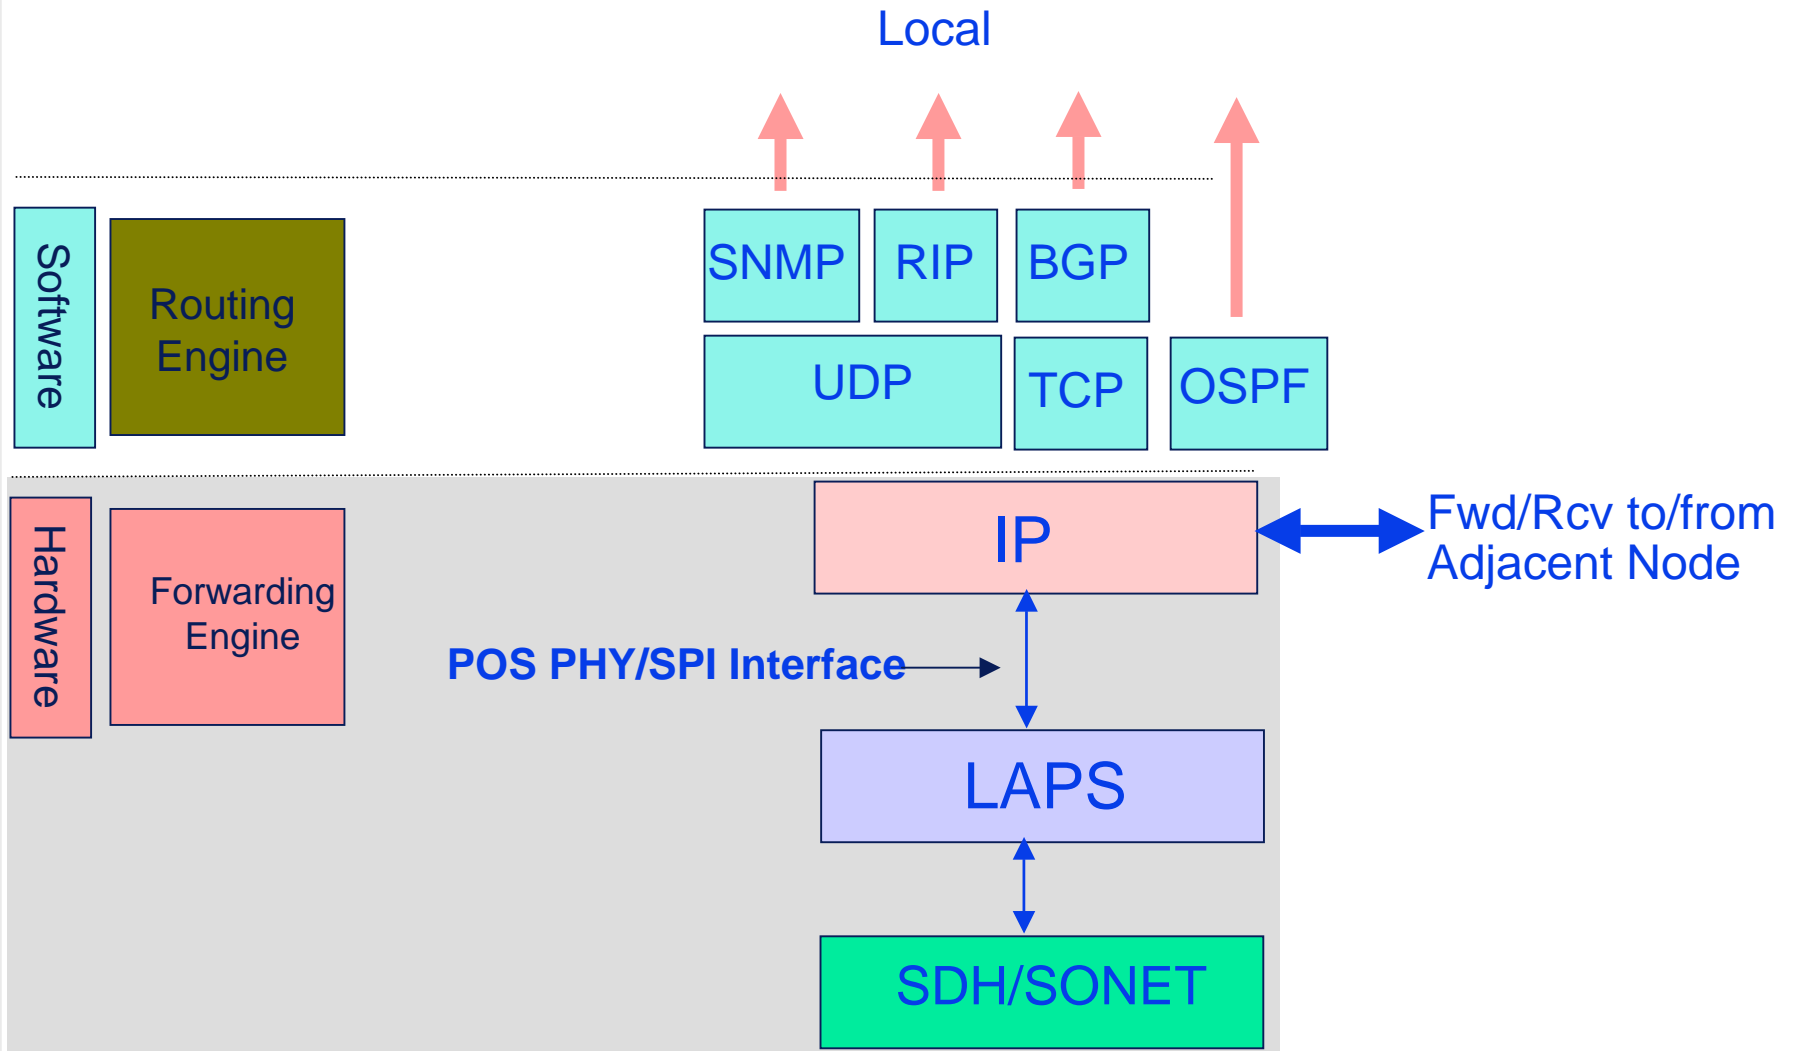 Local
Software
Routing
Engine
SNMP
RIP
BGP
UDP
TCP
OSPF
Hardware
Forwarding
Engine
IP
Fwd/Rcv to/from
Adjacent Node
POS PHY/SPI Interface
LAPS
SDH/SONET